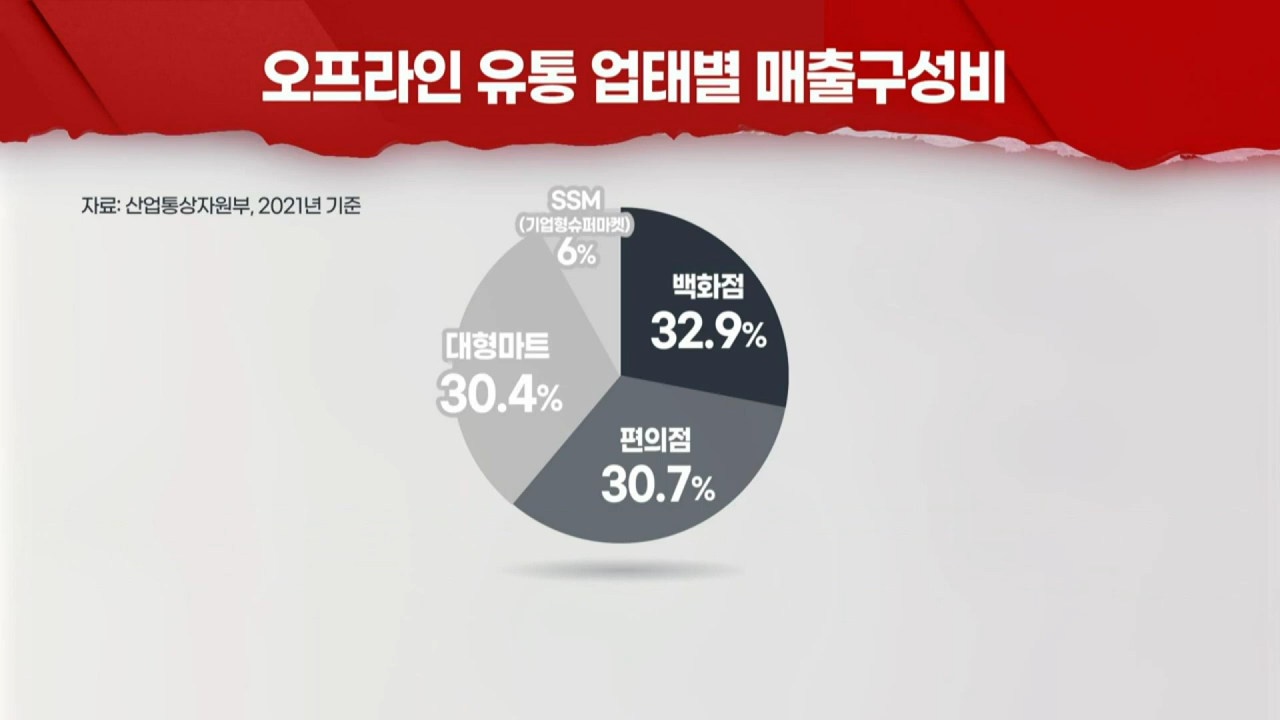 오프라인 유통 업태별 매출구성비
자료: 산업통상자원부, 2021년 기준
SSM
(기업형슈퍼마켓)
6%
백화점
32.9%
대형마트
30.4%
편의점
30.7%